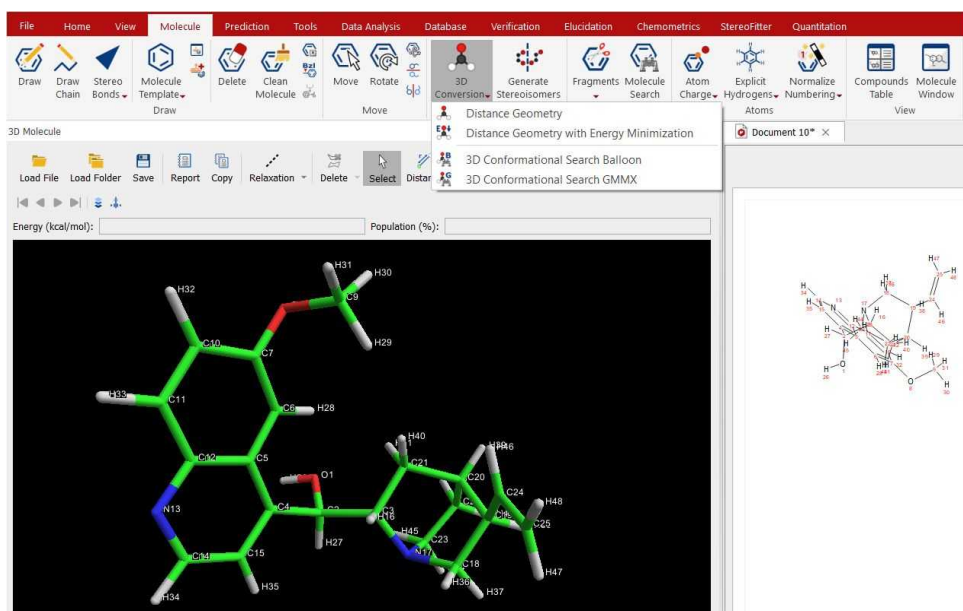 File Home View Molecule Prediction Tools Data Analysis Database Verification Elucidation Chemometrics StereoFitter Quantitation
Draw Draw Chain Stereo Bonds Molecule Template Delete Clean Molecule Move Rotate 3D Conversion Generate Stereoisomers Fragments Molecule Search Atom Charge Explicit Hydrogens Normalize Numbering Compounds Table Molecule Window
Draw Move Atoms View
Distance Geometry
Distance Geometry with Energy Minimization
3D Conformational Search Balloon
3D Conformational Search GMMX
3D Molecule
Document 10*
Load File Load Folder Save Report Copy Relaxation Delete Select
Energy (kcal/mol): Population (%):
H31
H30
H32
C9
C10
C7
H29
H33
C11
C6 H28
H40
C21
H46
C12 C5
C20
O1
C24
H48
N13
C4
C3
H16
C25
H27
H45
C23
N17
C14 C15
C18
H47
H36
H34
H35
H37